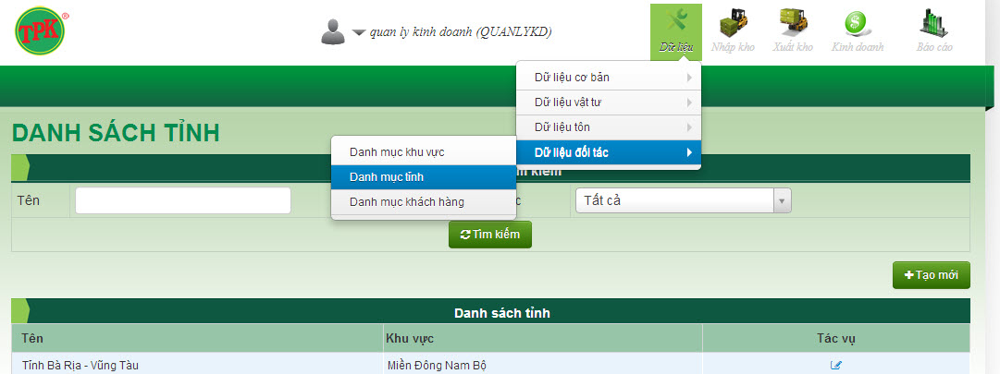 TPK®
quan ly kinh doanh (QUANLYKD)
Dữ liệu
Nhập kho
Xuất kho
Kinh doanh
Báo cáo
Dữ liệu cơ bản
Dữ liệu vật tư
Dữ liệu tôn
Dữ liệu đối tác
DANH SÁCH TỈNH
Danh mục khu vực
Danh mục tỉnh
Danh mục khách hàng
kiếm
Tên
Tất cả
Tìm kiếm
Tạo mới
Danh sách tỉnh
Tên Khu vực Tác vụ
Tỉnh Bà Rịa - Vũng Tàu Miền Đông Nam Bộ